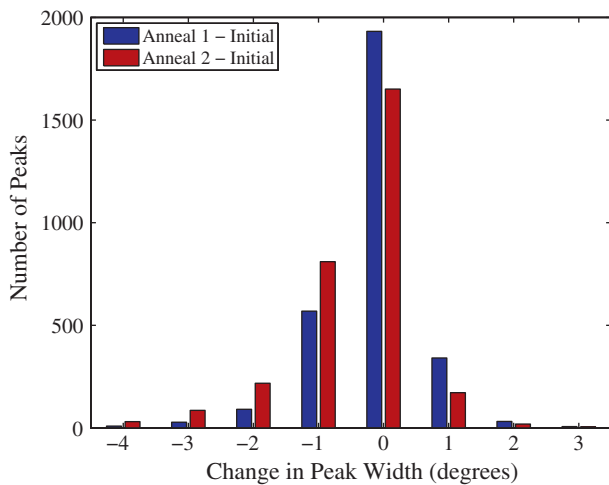 2000
1500
1000
500
0
Number of Peaks
Anneal 1 − Initial
Anneal 2 − Initial
−4 −3 −2 −1 0 1 2 3
Change in Peak Width (degrees)